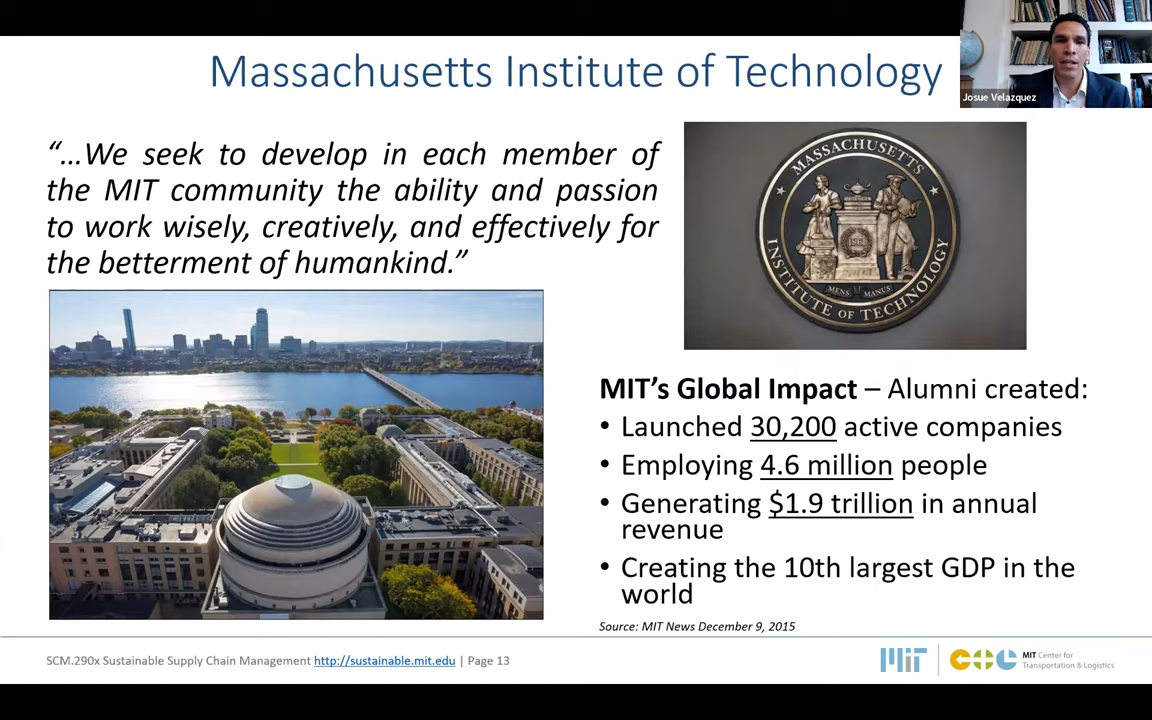 Massachusetts Institute of Technology
Josue Velazquez
“…We seek to develop in each member of
the MIT community the ability and passion
to work wisely, creatively, and effectively for
the betterment of humankind.”
MASSACHUSETTS
INSTITUTE OF TECHNOLOGY
1861
MENS ET MANUS
MIT’s Global Impact – Alumni created:
• Launched 30,200 active companies
• Employing 4.6 million people
• Generating $1.9 trillion in annual
revenue
• Creating the 10th largest GDP in the
world
Source: MIT News December 9, 2015
SCM.290x Sustainable Supply Chain Management http://sustainable.mit.edu | Page 13
MIT
CTL
MIT Center for
Transportation & Logistics